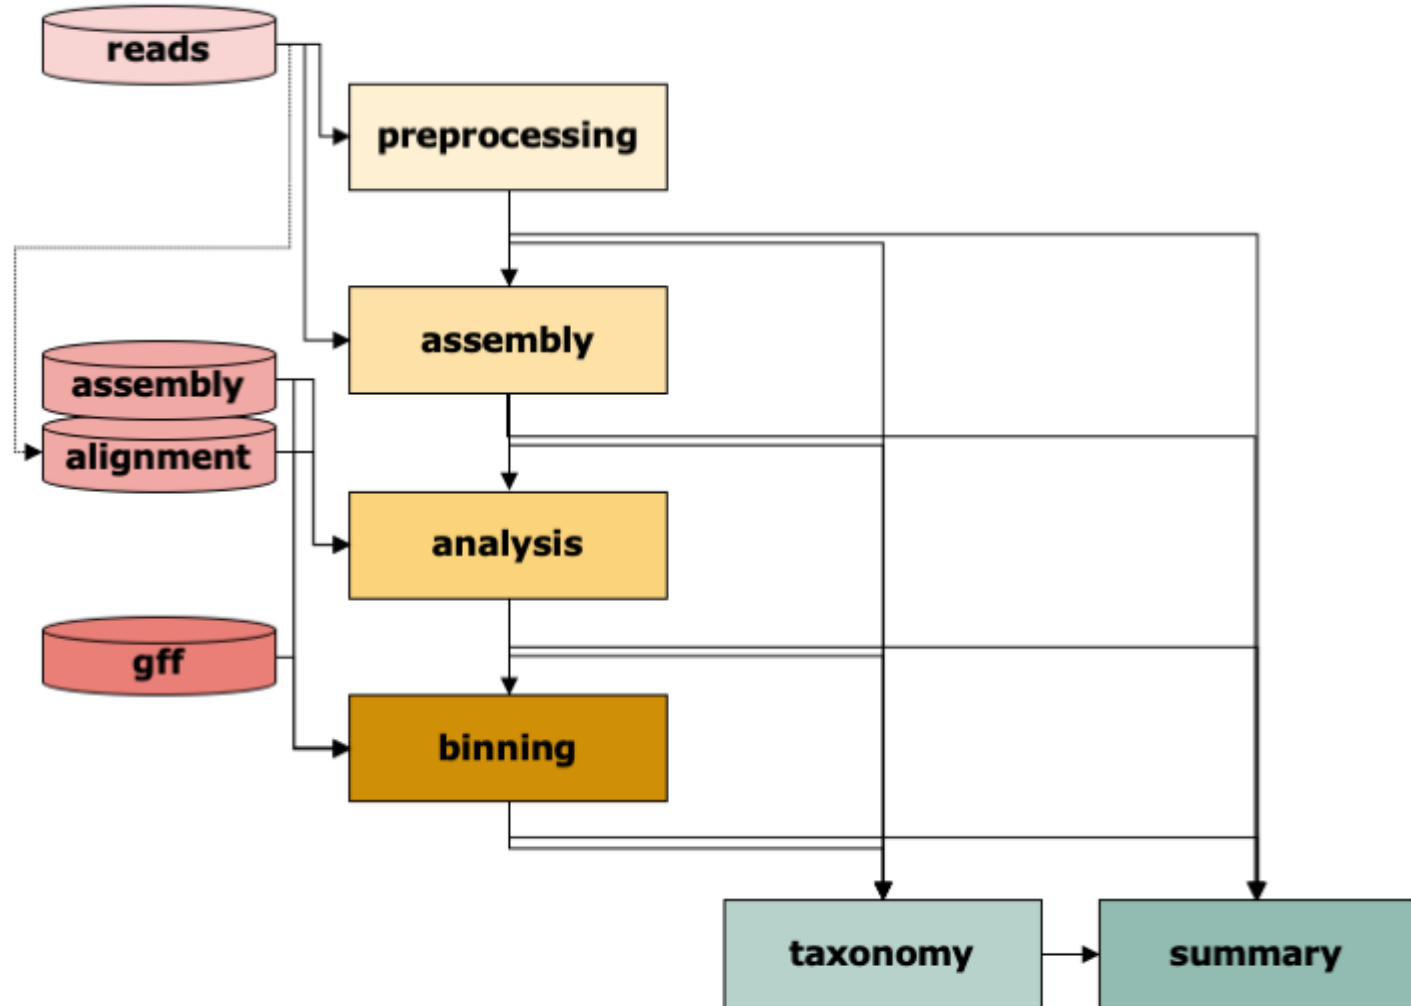 reads
preprocessing
assembly
assembly
alignment
analysis
gff
binning
taxonomy
summary